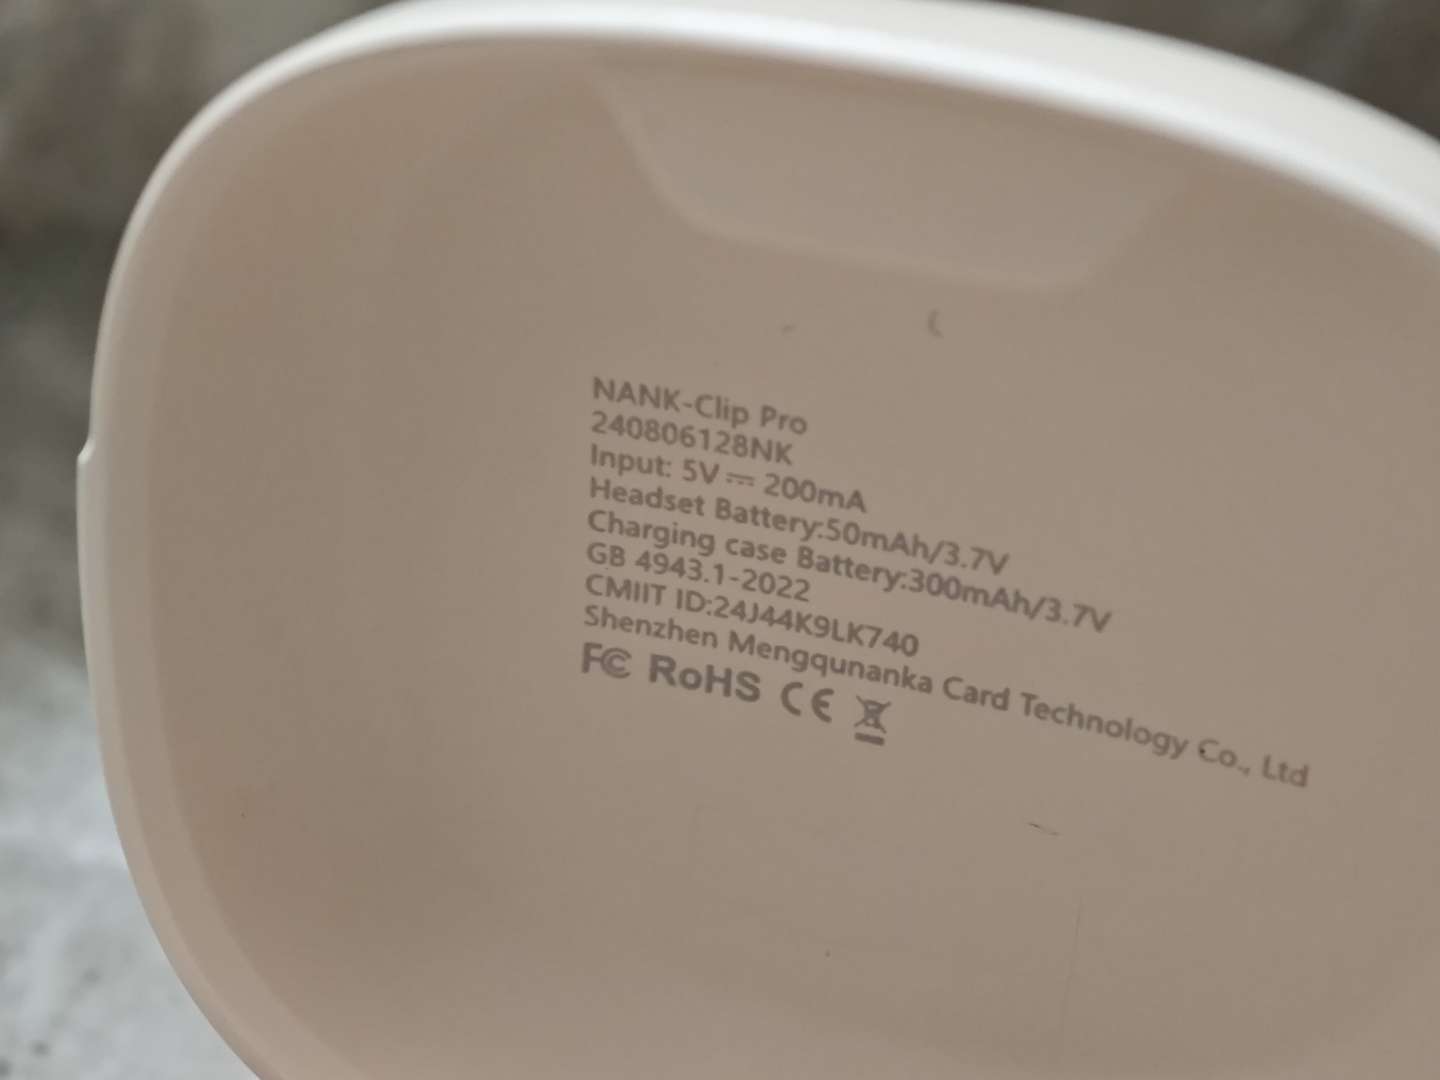 NANK-Clip Pro
240806128NK
Input: 5V ⎓ 200mA
Headset Battery:50mAh/3.7V
Charging case Battery:300mAh/3.7V
GB 4943.1-2022
CMIIT ID:24J44K9LK740
Shenzhen Mengqunanka Card Technology Co., Ltd
FC RoHS CE